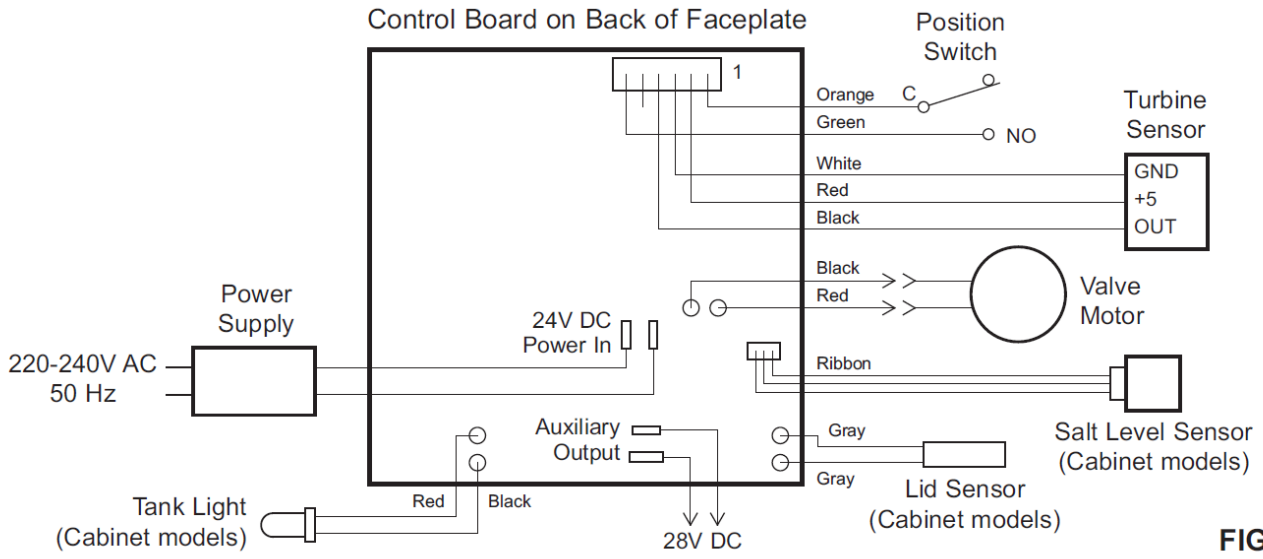 Control Board on Back of Faceplate
Position
Switch
1
Orange
C
Green
NO
Turbine
Sensor
White
GND
Red
+5
Black
OUT
Black
Red
Valve
Motor
Power
Supply
24V DC
Power In
220-240V AC
50 Hz
Ribbon
Salt Level Sensor
(Cabinet models)
Auxiliary
Output
Gray
Gray
Lid Sensor
(Cabinet models)
Red
Black
Tank Light
(Cabinet models)
28V DC
FIG